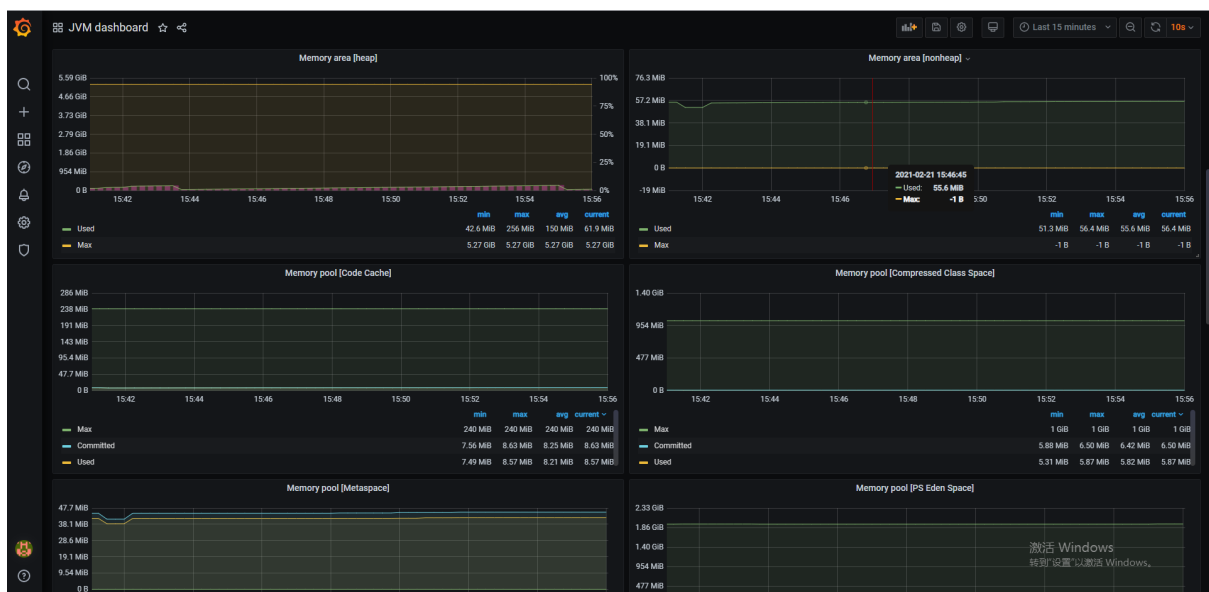 JVM dashboard
Last 15 minutes
10s
Memory area [heap]
5.59 GiB
4.66 GiB
3.73 GiB
2.79 GiB
1.86 GiB
954 MiB
0 B
100%
75%
50%
25%
0%
15:42 15:44 15:46 15:48 15:50 15:52 15:54 15:56
min max avg current
Used 42.6 MiB 256 MiB 150 MiB 61.9 MiB
Max 5.27 GiB 5.27 GiB 5.27 GiB 5.27 GiB
Memory area [nonheap]
76.3 MiB
57.2 MiB
38.1 MiB
19.1 MiB
0 B
-19 MiB
2021-02-21 15:46:45
Used: 55.6 MiB
Max: -1 B
15:42 15:44 15:46 15:50 15:52 15:54 15:56
min max avg current
Used 51.3 MiB 56.4 MiB 55.6 MiB 56.4 MiB
Max -1 B -1 B -1 B -1 B
Memory pool [Code Cache]
286 MiB
238 MiB
191 MiB
143 MiB
95.4 MiB
47.7 MiB
0 B
15:42 15:44 15:46 15:48 15:50 15:52 15:54 15:56
min max avg current
Max 240 MiB 240 MiB 240 MiB 240 MiB
Committed 7.56 MiB 8.63 MiB 8.25 MiB 8.63 MiB
Used 7.49 MiB 8.57 MiB 8.21 MiB 8.57 MiB
Memory pool [Compressed Class Space]
1.40 GiB
954 MiB
477 MiB
0 B
15:42 15:44 15:46 15:48 15:50 15:52 15:54 15:56
min max avg current
Max 1 GiB 1 GiB 1 GiB 1 GiB
Committed 5.88 MiB 6.50 MiB 6.42 MiB 6.50 MiB
Used 5.31 MiB 5.87 MiB 5.82 MiB 5.87 MiB
Memory pool [Metaspace]
47.7 MiB
38.1 MiB
28.6 MiB
19.1 MiB
9.54 MiB
0 B
Memory pool [PS Eden Space]
2.33 GiB
1.86 GiB
1.40 GiB
954 MiB
477 MiB
激活 Windows
转到"设置"以激活 Windows。